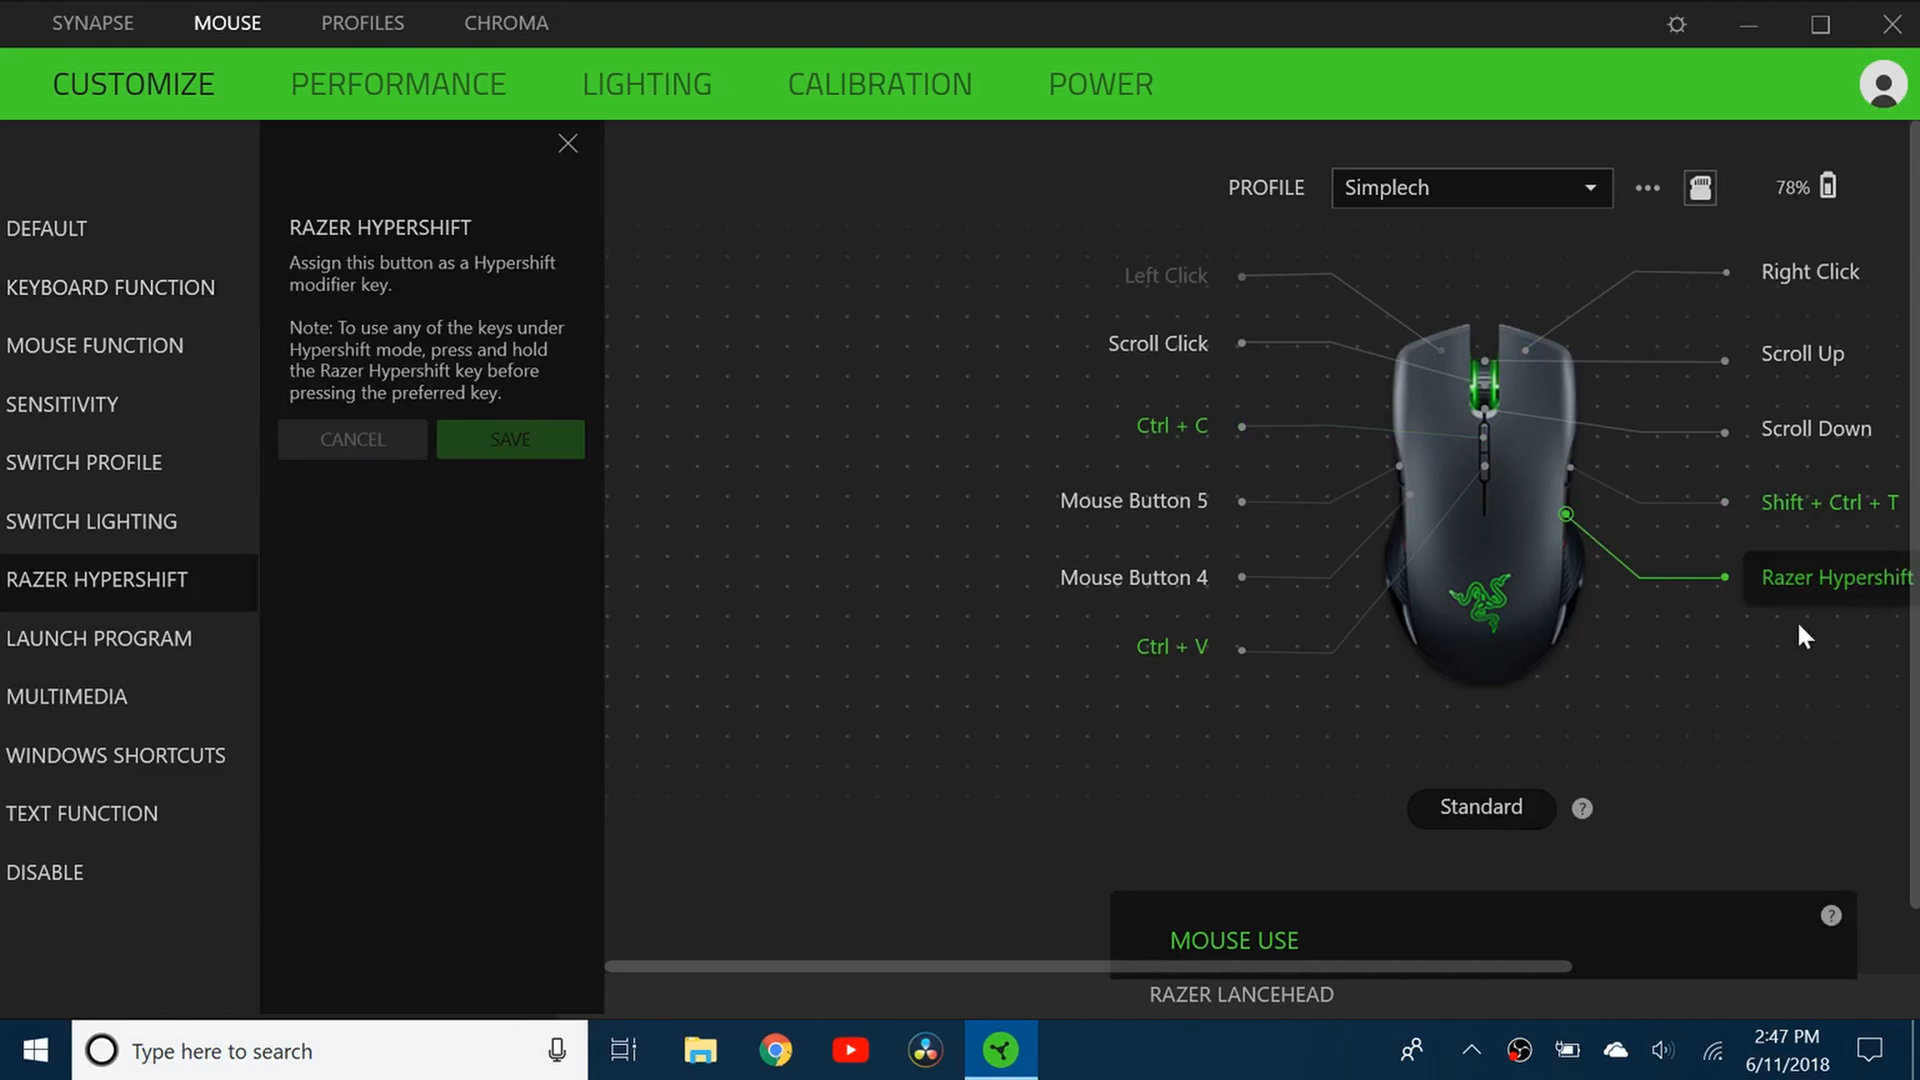 SYNAPSE MOUSE PROFILES CHROMA
CUSTOMIZE PERFORMANCE LIGHTING CALIBRATION POWER
DEFAULT
KEYBOARD FUNCTION
MOUSE FUNCTION
SENSITIVITY
SWITCH PROFILE
SWITCH LIGHTING
RAZER HYPERSHIFT
LAUNCH PROGRAM
MULTIMEDIA
WINDOWS SHORTCUTS
TEXT FUNCTION
DISABLE
RAZER HYPERSHIFT
Assign this button as a Hypershift
modifier key.
Note: To use any of the keys under
Hypershift mode, press and hold
the Razer Hypershift key before
pressing the preferred key.
CANCEL SAVE
PROFILE Simplech 78%
Left Click
Scroll Click
Ctrl + C
Mouse Button 5
Mouse Button 4
Ctrl + V
Right Click
Scroll Up
Scroll Down
Shift + Ctrl + T
Razer Hypershift
Standard ?
?
MOUSE USE
RAZER LANCEHEAD
Type here to search
2:47 PM
6/11/2018